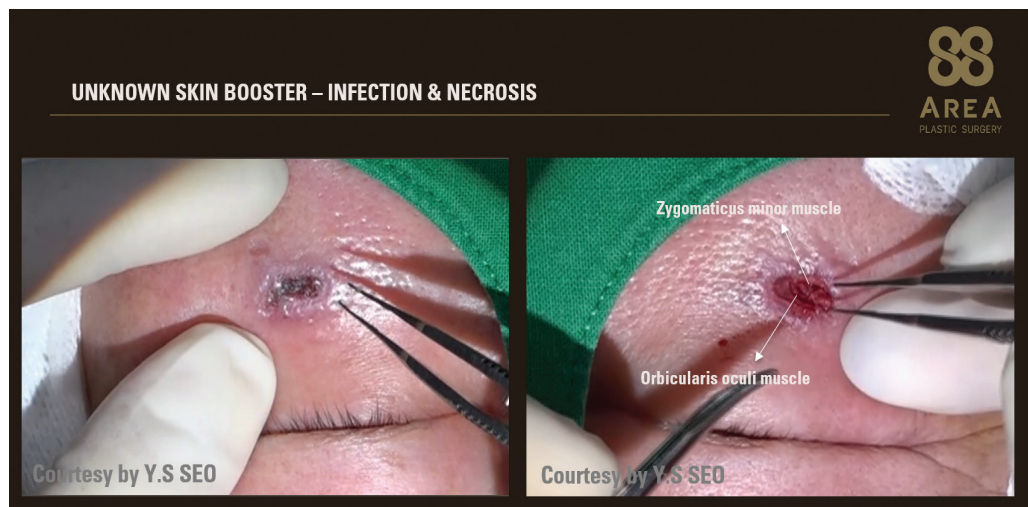 88
AREA
PLASTIC SURGERY
UNKNOWN SKIN BOOSTER – INFECTION & NECROSIS
Zygomaticus minor muscle
Orbicularis oculi muscle
Courtesy by Y.S SEO
Courtesy by Y.S SEO